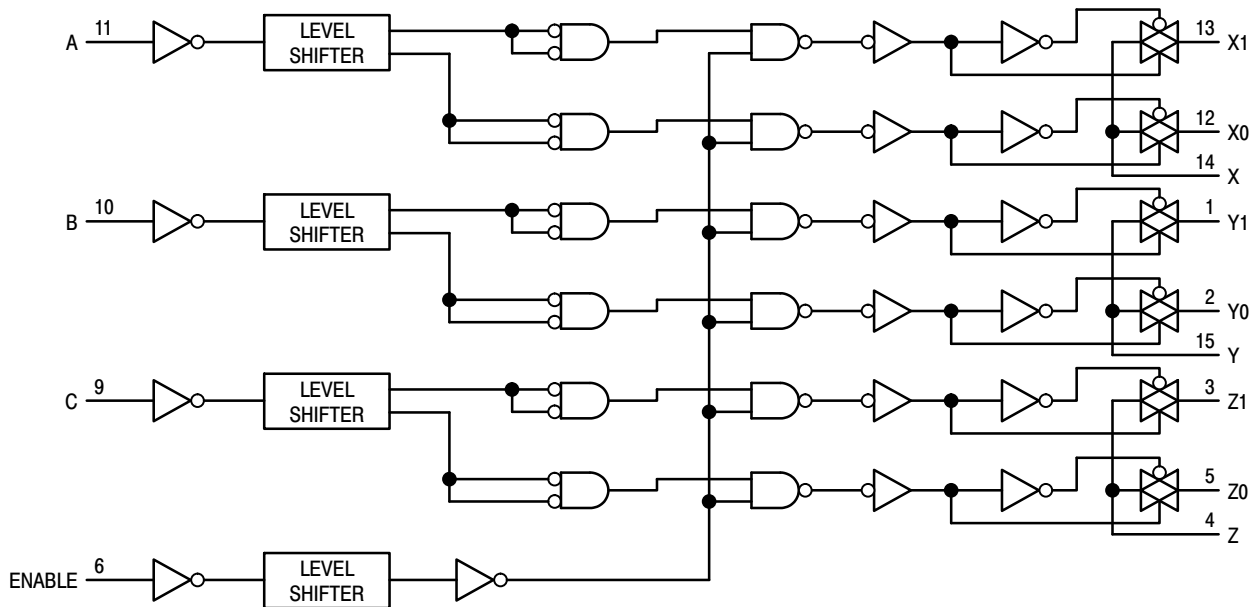 A 11 LEVEL SHIFTER 13 X1
12 X0
14 X
B 10 LEVEL SHIFTER 1 Y1
2 Y0
15 Y
C 9 LEVEL SHIFTER 3 Z1
5 Z0
4 Z
ENABLE 6 LEVEL SHIFTER